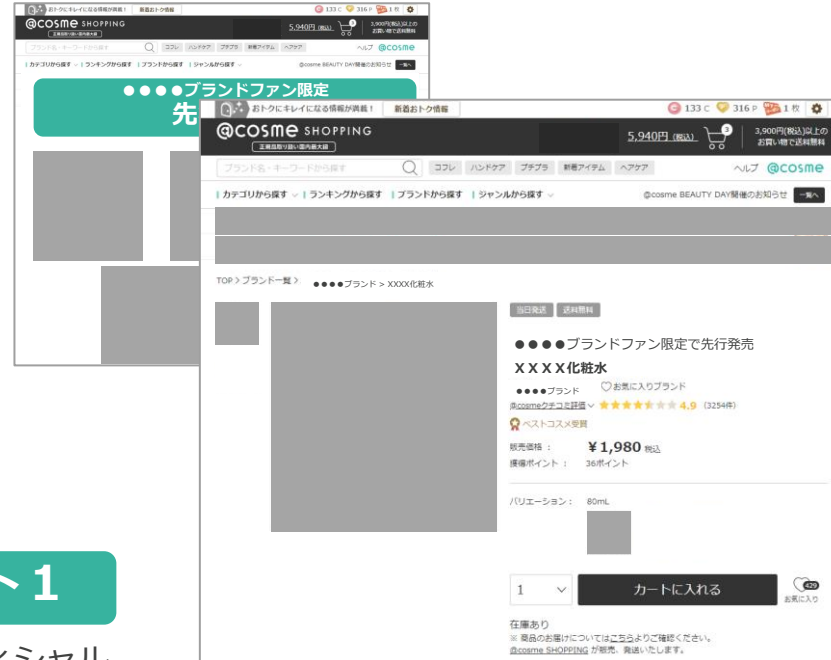 おトクにキレイになる情報が満載！ 新着おトク情報 133 C 316 P 1 枚
@cosme SHOPPING 5,940円 (税込) 3,900円(税込)以上の
正規品取り扱い国内最大級 お買い物で送料無料
ブランド名・キーワードから探す コフレ ハンドケア プチプラ 新着アイテム ヘアケア ヘルプ @cosme
カテゴリから探す ランキングから探す ブランドから探す ジャンルから探す @cosme BEAUTY DAY開催のお知らせ 一覧へ
●●●●ブランドファン限定
先
おトクにキレイになる情報が満載！ 新着おトク情報 133 C 316 P 1 枚
@cosme SHOPPING 5,940円 (税込) 3 3,900円(税込)以上の
正規品取り扱い国内最大級 お買い物で送料無料
ブランド名・キーワードから探す コフレ ハンドケア プチプラ 新着アイテム ヘアケア ヘルプ @cosme
カテゴリから探す ランキングから探す ブランドから探す ジャンルから探す @cosme BEAUTY DAY開催のお知らせ 一覧へ
TOP > ブランド一覧 > ●●●●ブランド > XXXX化粧水
当日発送 送料無料
●●●●ブランドファン限定で先行発売
XXXX化粧水
●●●●ブランド ♡お気に入りブランド
@cosmeクチコミ評価 ★★★★★★★ 4.9 (3254件)
ベストコスメ受賞
販売価格 : ¥1,980 税込
獲得ポイント : 36ポイント
バリエーション : 80mL
1 カートに入れる 429
お気に入り
在庫あり
※ 商品のお届けについてはこちらよりご確認ください。
@cosme SHOPPING が販売、発送いたします。
ト1
ィシャル